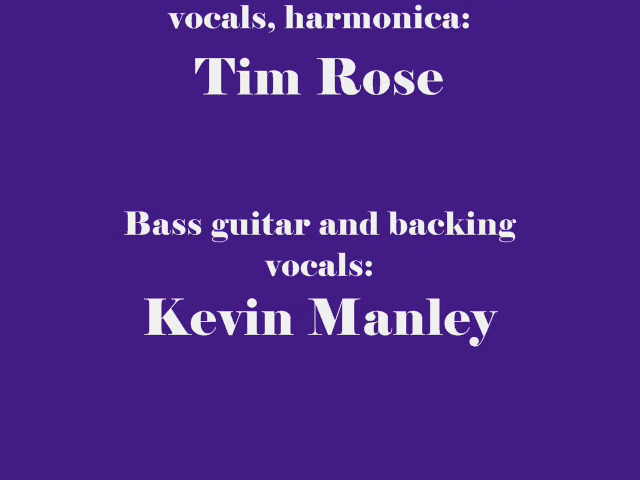 vocals, harmonica:
Tim Rose
Bass guitar and backing
vocals:
Kevin Manley